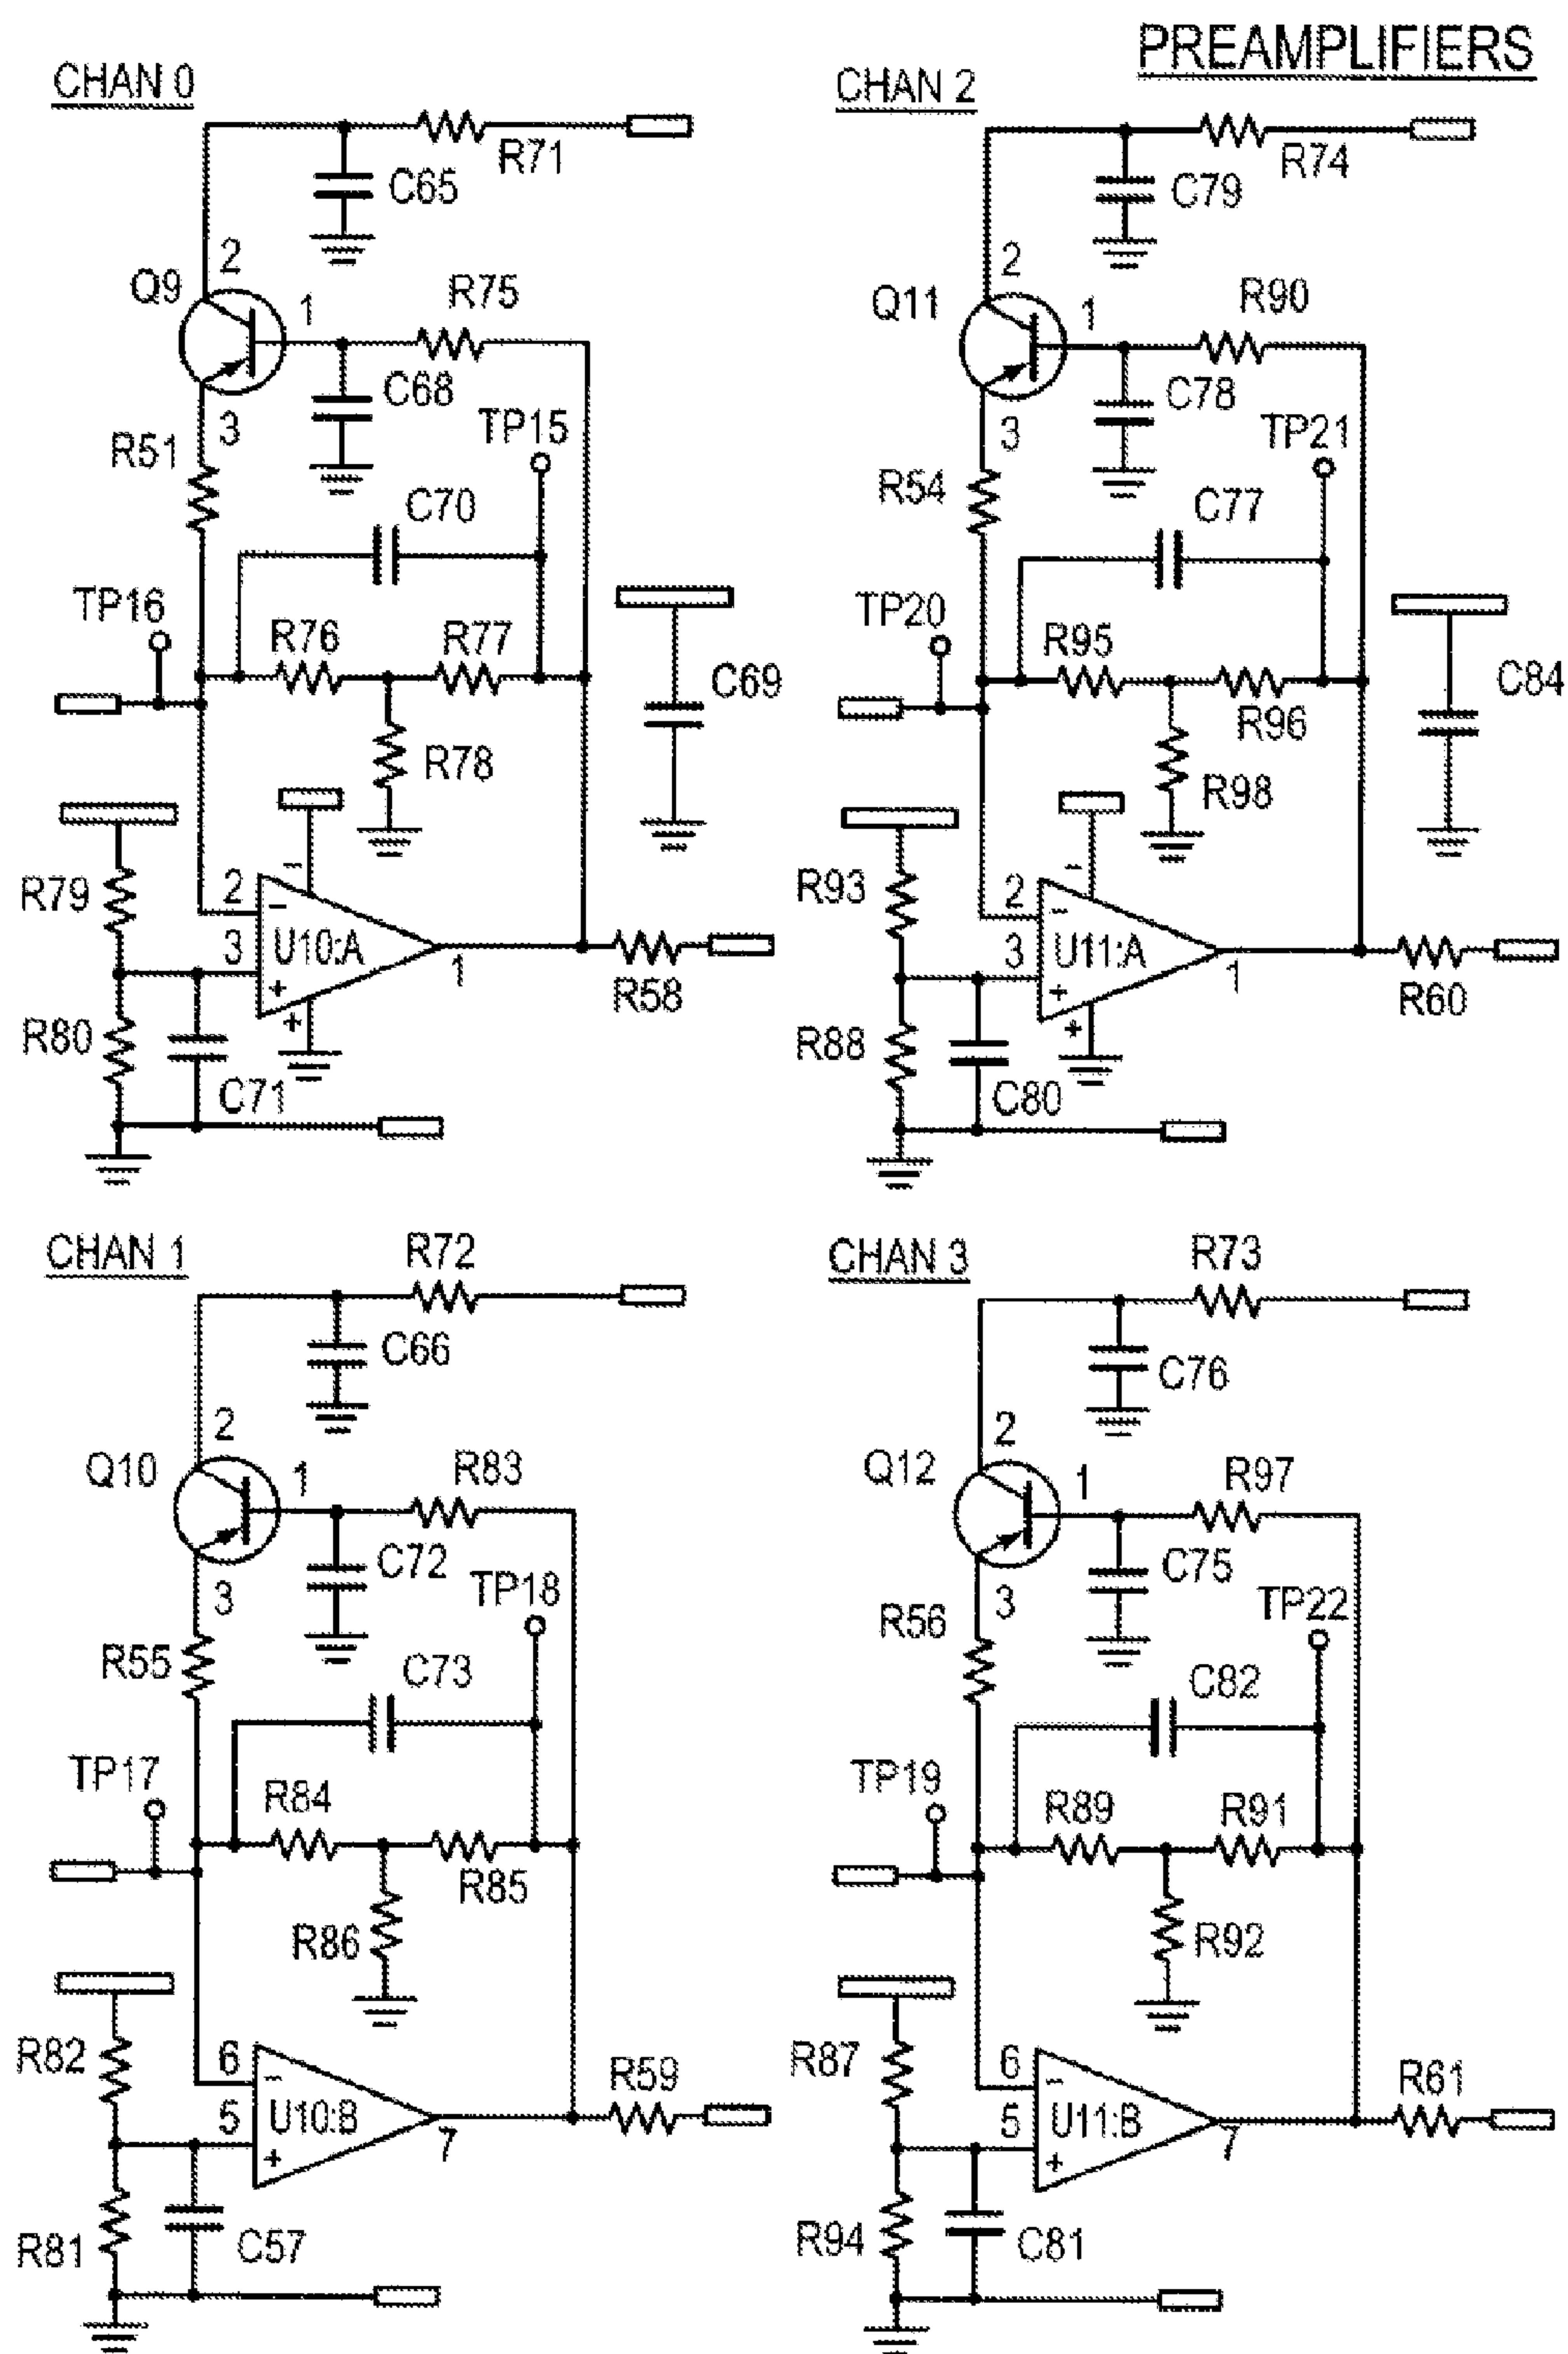 PREAMPLIFIERS
CHAN 0
R71
C65
2
Q9
1
R75
C68
3
R51
TP15
C70
TP16
R76
R77
C69
R78
-
R79
2
-
3
U10:A
+
1
R58
R80
+
C71
CHAN 2
R74
C79
2
Q11
1
R90
C78
3
TP21
R54
C77
TP20
R95
C84
R96
R98
-
R93
2
-
3
U11:A
+
1
R60
R88
+
C80
CHAN 1
R72
C66
2
Q10
1
R83
C72
3
TP18
R55
C73
TP17
R84
R85
R86
R82
6
-
R59
5
U10:B
+
7
R81
C57
CHAN 3
R73
C76
2
Q12
1
R97
C75
3
TP22
R56
C82
TP19
R89
R91
R92
R87
6
-
R61
5
U11:B
+
7
R94
C81